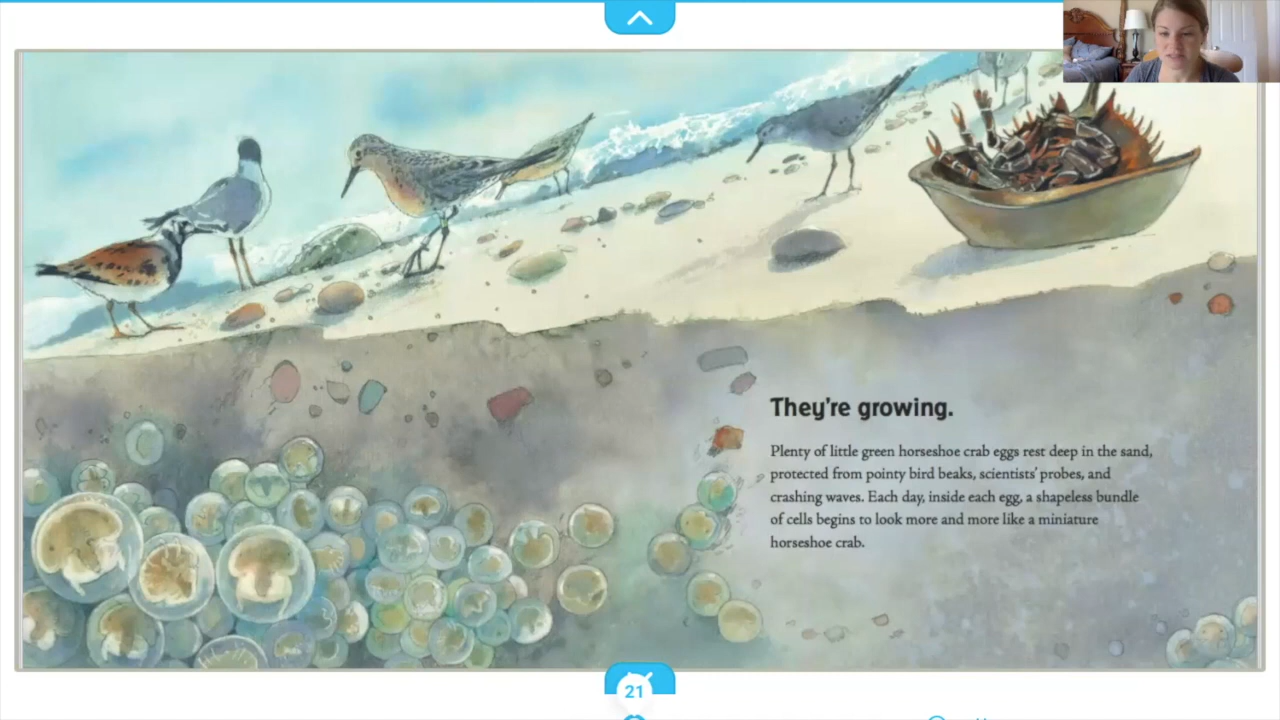 They're growing.
Plenty of little green horseshoe crab eggs rest deep in the sand,
protected from pointy bird beaks, scientists' probes, and
crashing waves. Each day, inside each egg, a shapeless bundle
of cells begins to look more and more like a miniature
horseshoe crab.
21